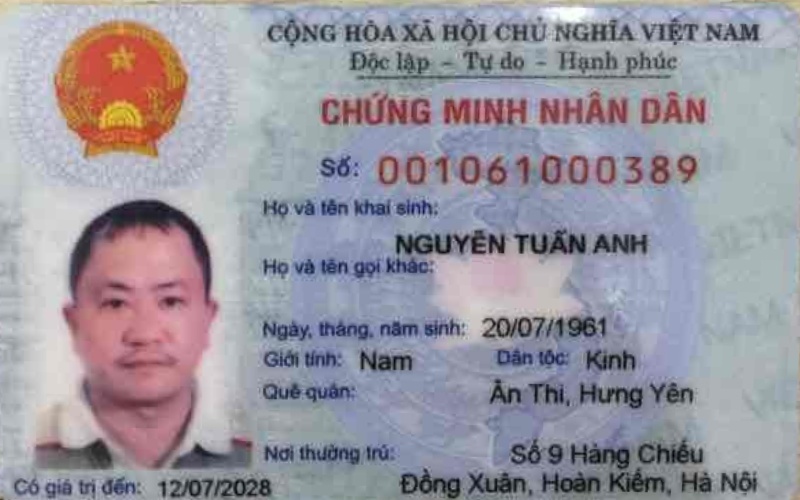 CỘNG HÒA XÃ HỘI CHỦ NGHĨA VIỆT NAM
Độc lập - Tự do - Hạnh phúc
CHỨNG MINH NHÂN DÂN
Số: 001061000389
Họ và tên khai sinh:
NGUYỄN TUẤN ANH
Họ và tên gọi khác:
Ngày, tháng, năm sinh: 20/07/1961
Giới tính: Nam Dân tộc: Kinh
Quê quán: Ân Thi, Hưng Yên
Nơi thường trú: Số 9 Hàng Chiếu
Đồng Xuân, Hoàn Kiếm, Hà Nội
Có giá trị đến: 12/07/2028